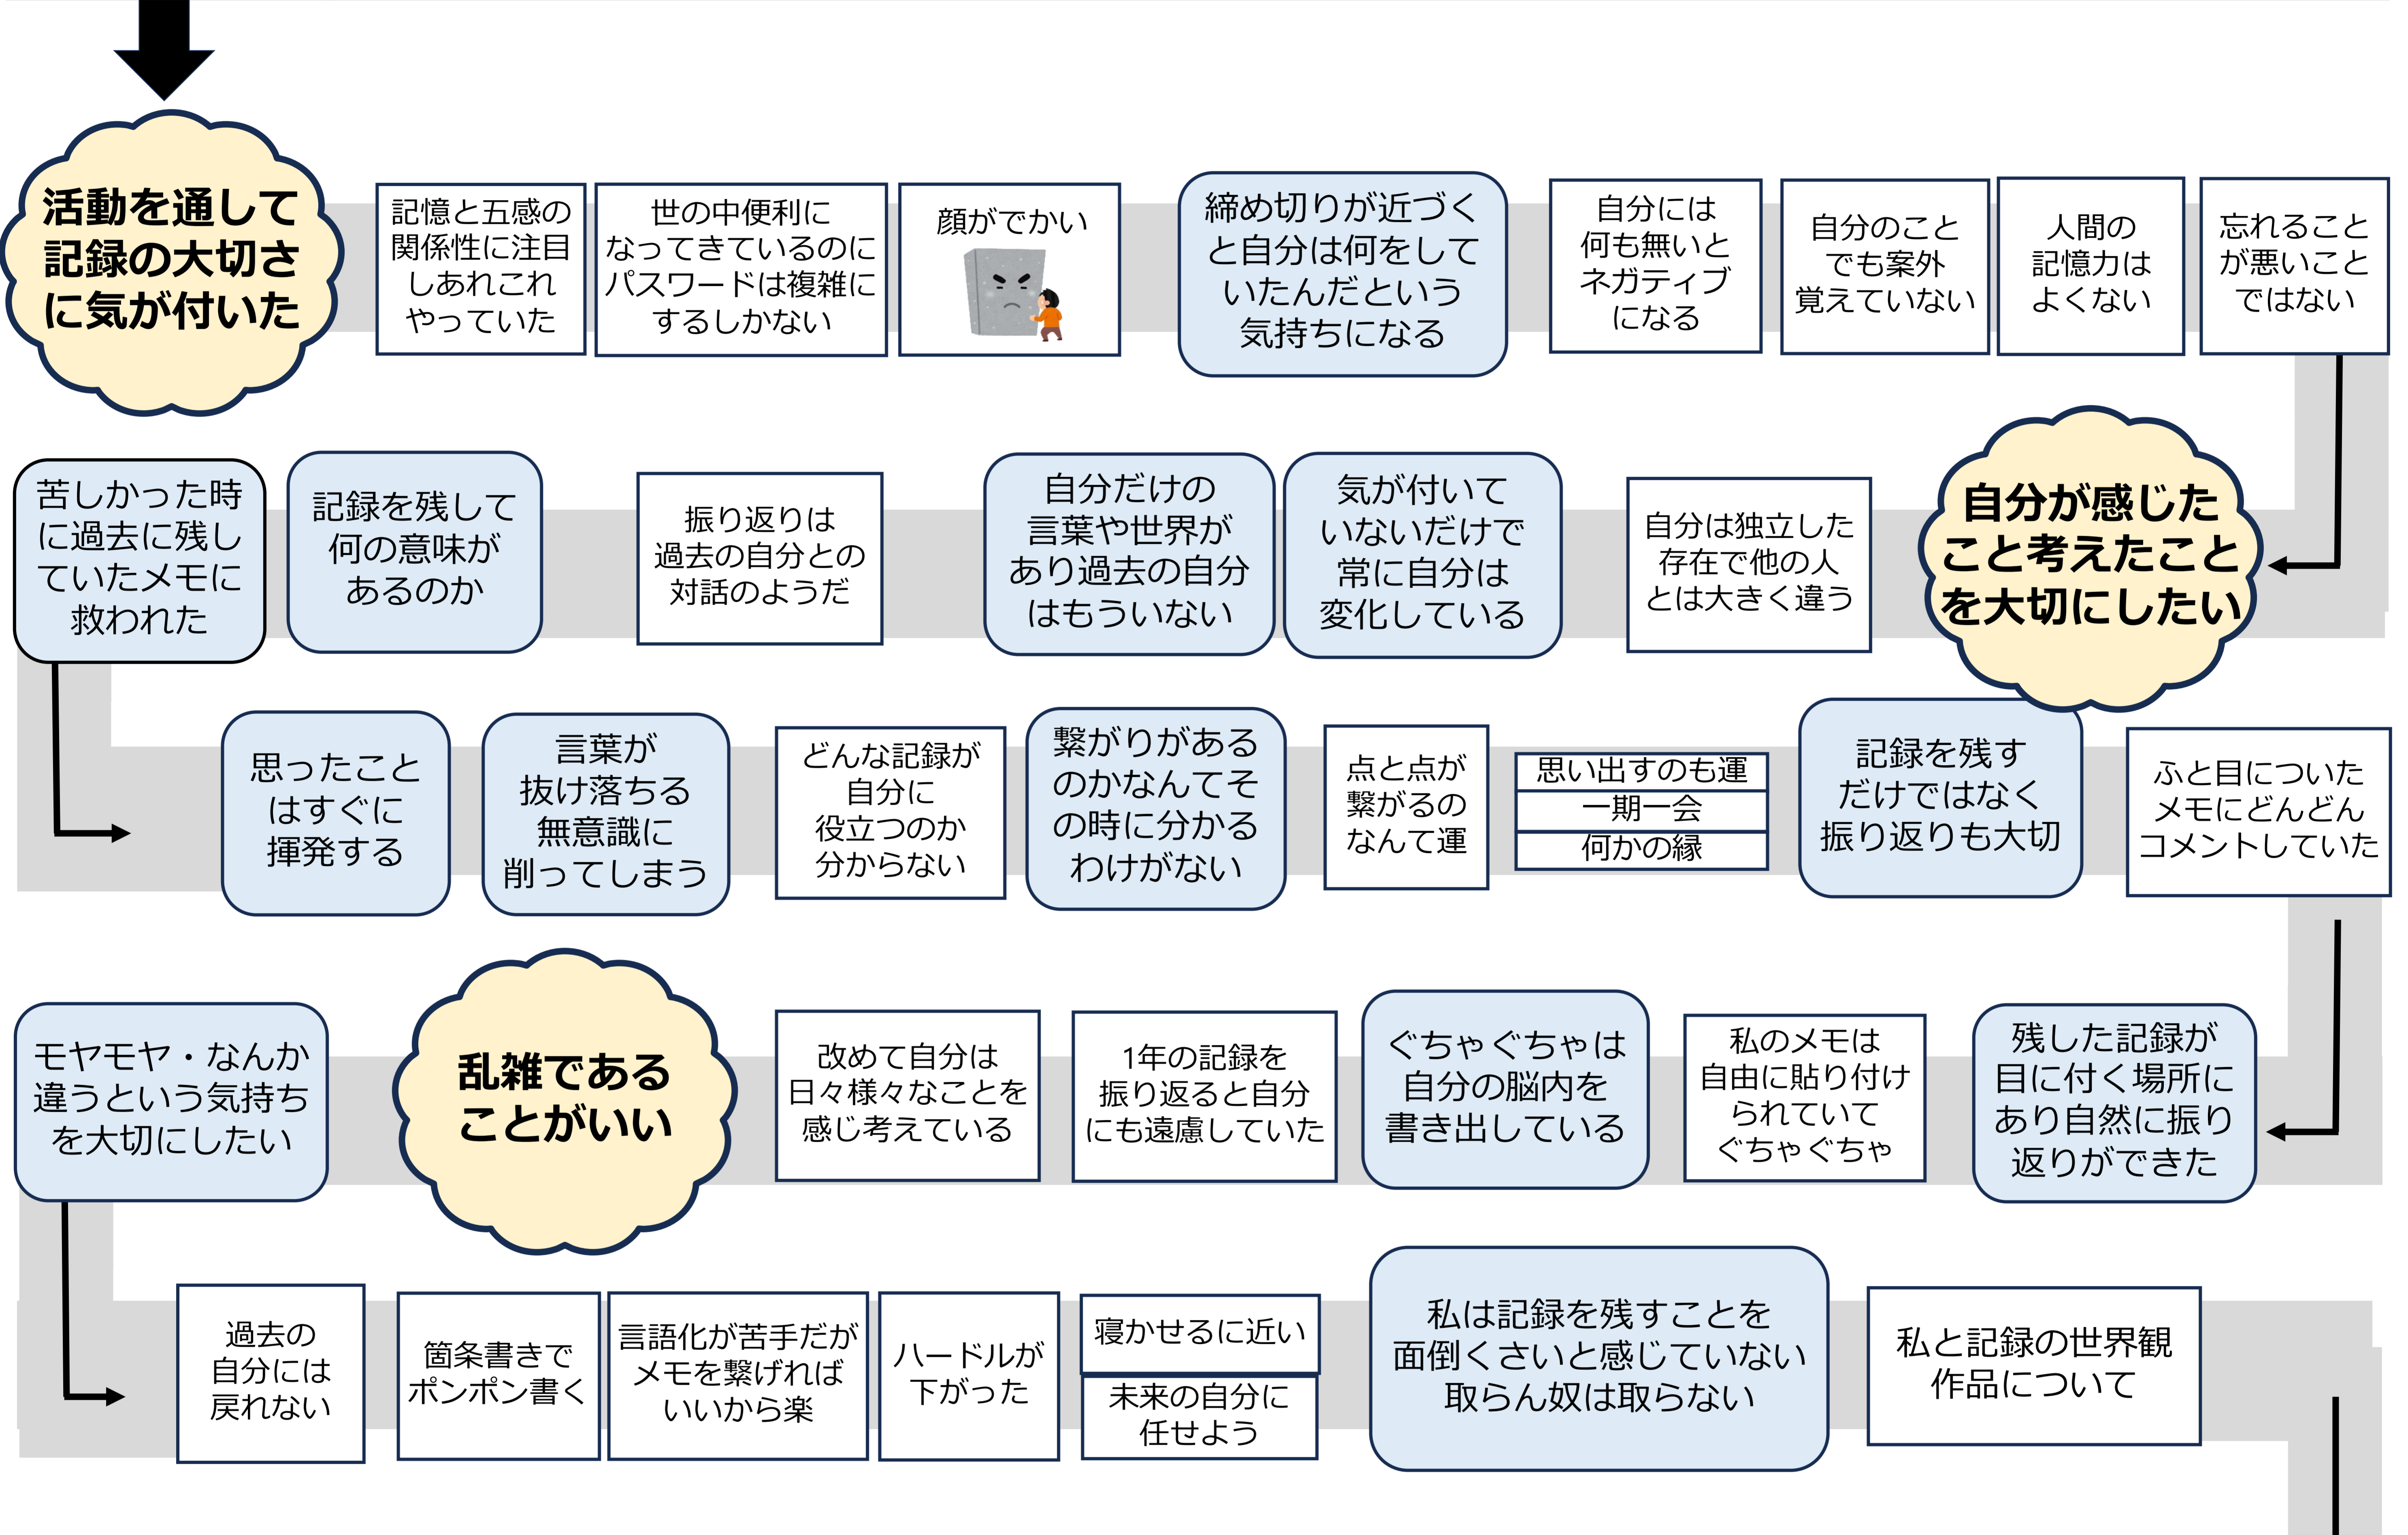 活動を通して
記録の大切さ
に気が付いた
記憶と五感の
関係性に注目
しあれこれ
やっていた
世の中便利に
なってきているのに
パスワードは複雑に
するしかない
顔がでかい
締め切りが近づく
と自分は何をして
いたんだという
気持ちになる
自分には
何も無いと
ネガティブ
になる
自分のこと
でも案外
覚えていない
人間の
記憶力は
よくない
忘れること
が悪いこと
ではない
自分が感じた
こと考えたこと
を大切にしたい
自分は独立した
存在で他の人
とは大きく違う
気が付いて
いないだけで
常に自分は
変化している
自分だけの
言葉や世界が
あり過去の自分
はもういない
振り返りは
過去の自分との
対話のようだ
記録を残して
何の意味が
あるのか
苦しかった時
に過去に残し
ていたメモに
救われた
思ったこと
はすぐに
揮発する
言葉が
抜け落ちる
無意識に
削ってしまう
どんな記録が
自分に
役立つのか
分からない
繋がりがある
のかなんてそ
の時に分かる
わけがない
点と点が
繋がるの
なんて運
思い出すのも運
一期一会
何かの縁
記録を残す
だけではなく
振り返りも大切
ふと目についた
メモにどんどん
コメントしていた
残した記録が
目に付く場所に
あり自然に振り
返りができた
私のメモは
自由に貼り付け
られていて
ぐちゃぐちゃ
ぐちゃぐちゃは
自分の脳内を
書き出している
1年の記録を
振り返ると自分
にも遠慮していた
改めて自分は
日々様々なことを
感じ考えている
乱雑である
ことがいい
モヤモヤ・なんか
違うという気持ち
を大切にしたい
過去の
自分には
戻れない
箇条書きで
ポンポン書く
言語化が苦手だが
メモを繋げれば
いいから楽
ハードルが
下がった
寝かせるに近い
未来の自分に
任せよう
私は記録を残すことを
面倒くさいと感じていない
取らん奴は取らない
私と記録の世界観
作品について